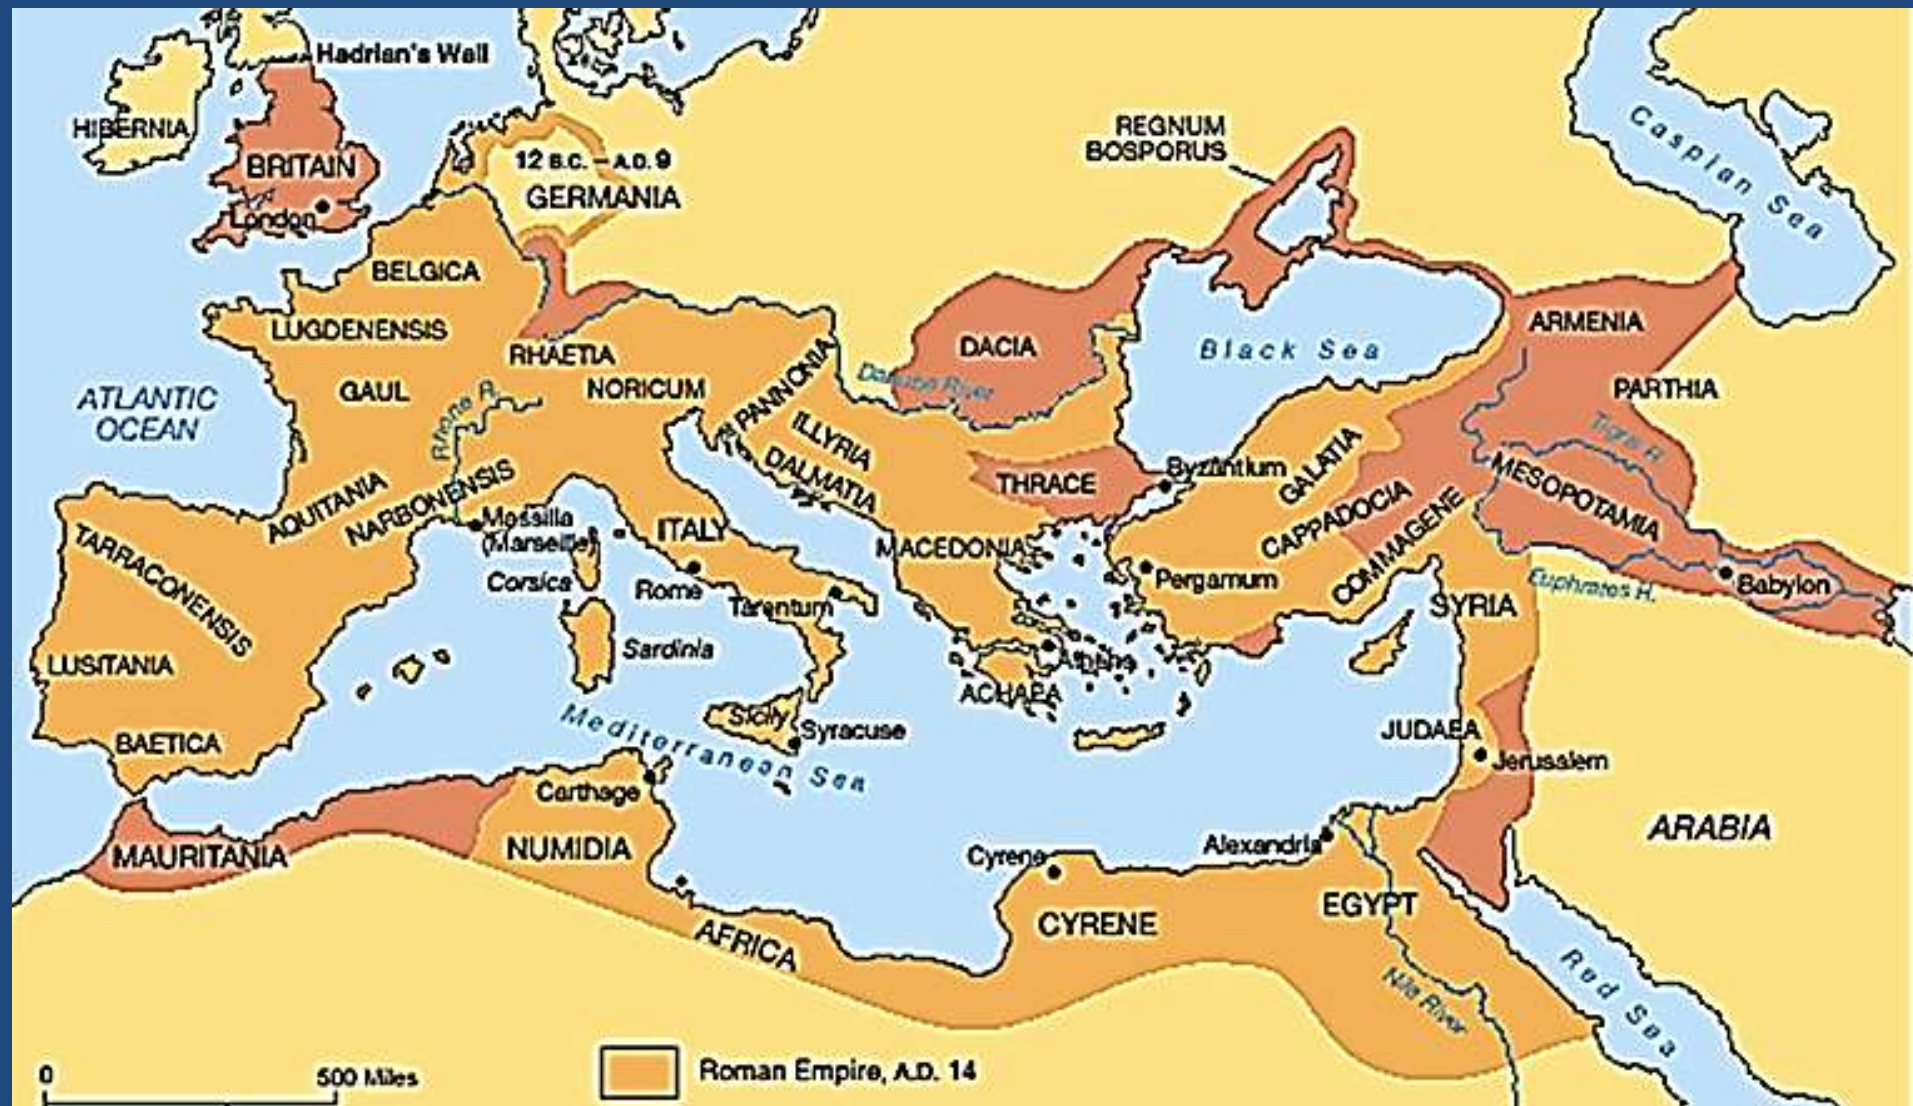 Hadrian's Wall
HIBERNIA
BRITAIN
London
12 B.C. – A.D. 9
GERMANIA
REGNUM
BOSPORUS
Caspian Sea
BELGICA
LUGDENENSIS
RHAETIA
GAUL
NORICUM
PANNONIA
DACIA
Black Sea
ARMENIA
PARTHIA
ATLANTIC
OCEAN
Rhone R.
Danube River
Tigris R.
ILLYRIA
DALMATIA
THRACE
Byzantium
GALATIA
MESOPOTAMIA
AQUITANIA
NARBONENSIS
Massilia
(Marseille)
ITALY
MACEDONIA
CAPPADOCIA
COMMAGENE
TARRACONENSIS
Corsica
Rome
Tarentum
Pergamum
Euphrates R.
Babylon
SYRIA
LUSITANIA
Sardinia
Athens
ACHAEA
BAETICA
Sicily
Syracuse
Mediterranean Sea
JUDAEA
Jerusalem
Carthage
MAURITANIA
NUMIDIA
Cyrene
Alexandria
ARABIA
AFRICA
CYRENE
EGYPT
Nile River
Red Sea
0 500 Miles
Roman Empire, A.D. 14